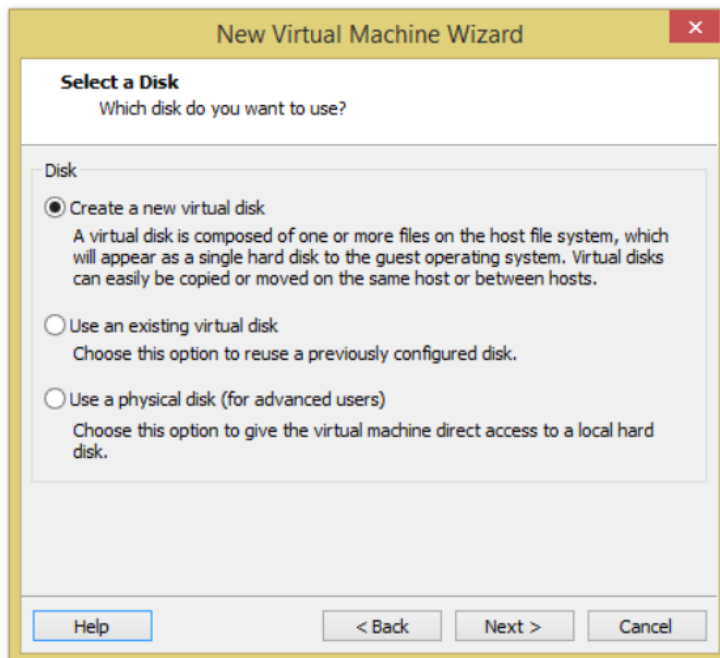 New Virtual Machine Wizard
Select a Disk
Which disk do you want to use?
Disk
Create a new virtual disk
A virtual disk is composed of one or more files on the host file system, which
will appear as a single hard disk to the guest operating system. Virtual disks
can easily be copied or moved on the same host or between hosts.
Use an existing virtual disk
Choose this option to reuse a previously configured disk.
Use a physical disk (for advanced users)
Choose this option to give the virtual machine direct access to a local hard
disk.
Help < Back Next > Cancel